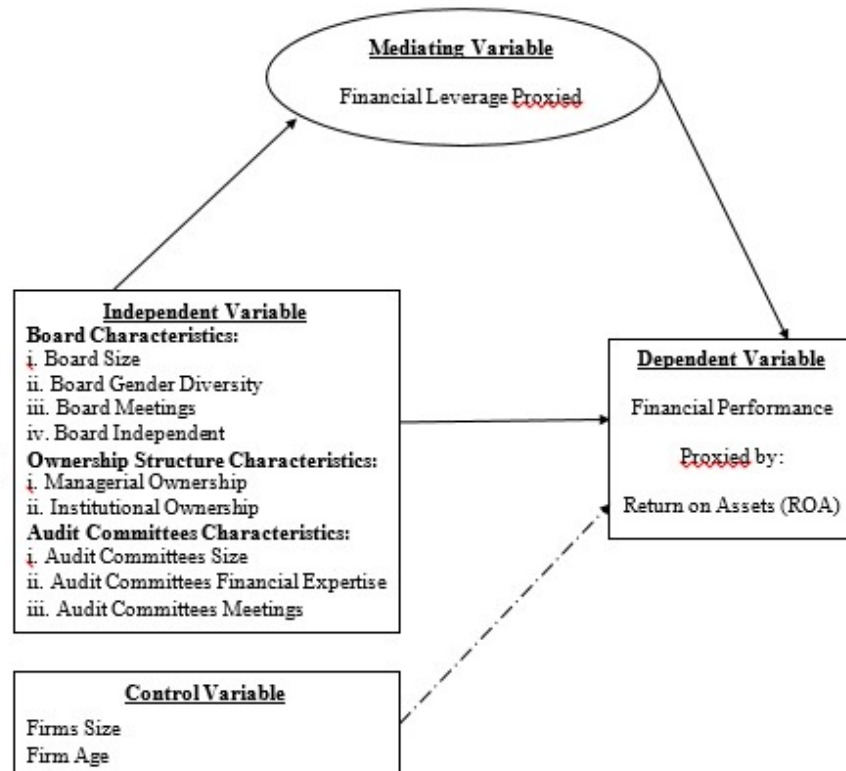 Mediating Variable
Financial Leverage Proxied
Independent Variable
Board Characteristics:
i. Board Size
ii. Board Gender Diversity
iii. Board Meetings
iv. Board Independent
Ownership Structure Characteristics:
i. Managerial Ownership
ii. Institutional Ownership
Audit Committees Characteristics:
i. Audit Committees Size
ii. Audit Committees Financial Expertise
iii. Audit Committees Meetings
Dependent Variable
Financial Performance
Proxied by:
Return on Assets (ROA)
Control Variable
Firms Size
Firm Age